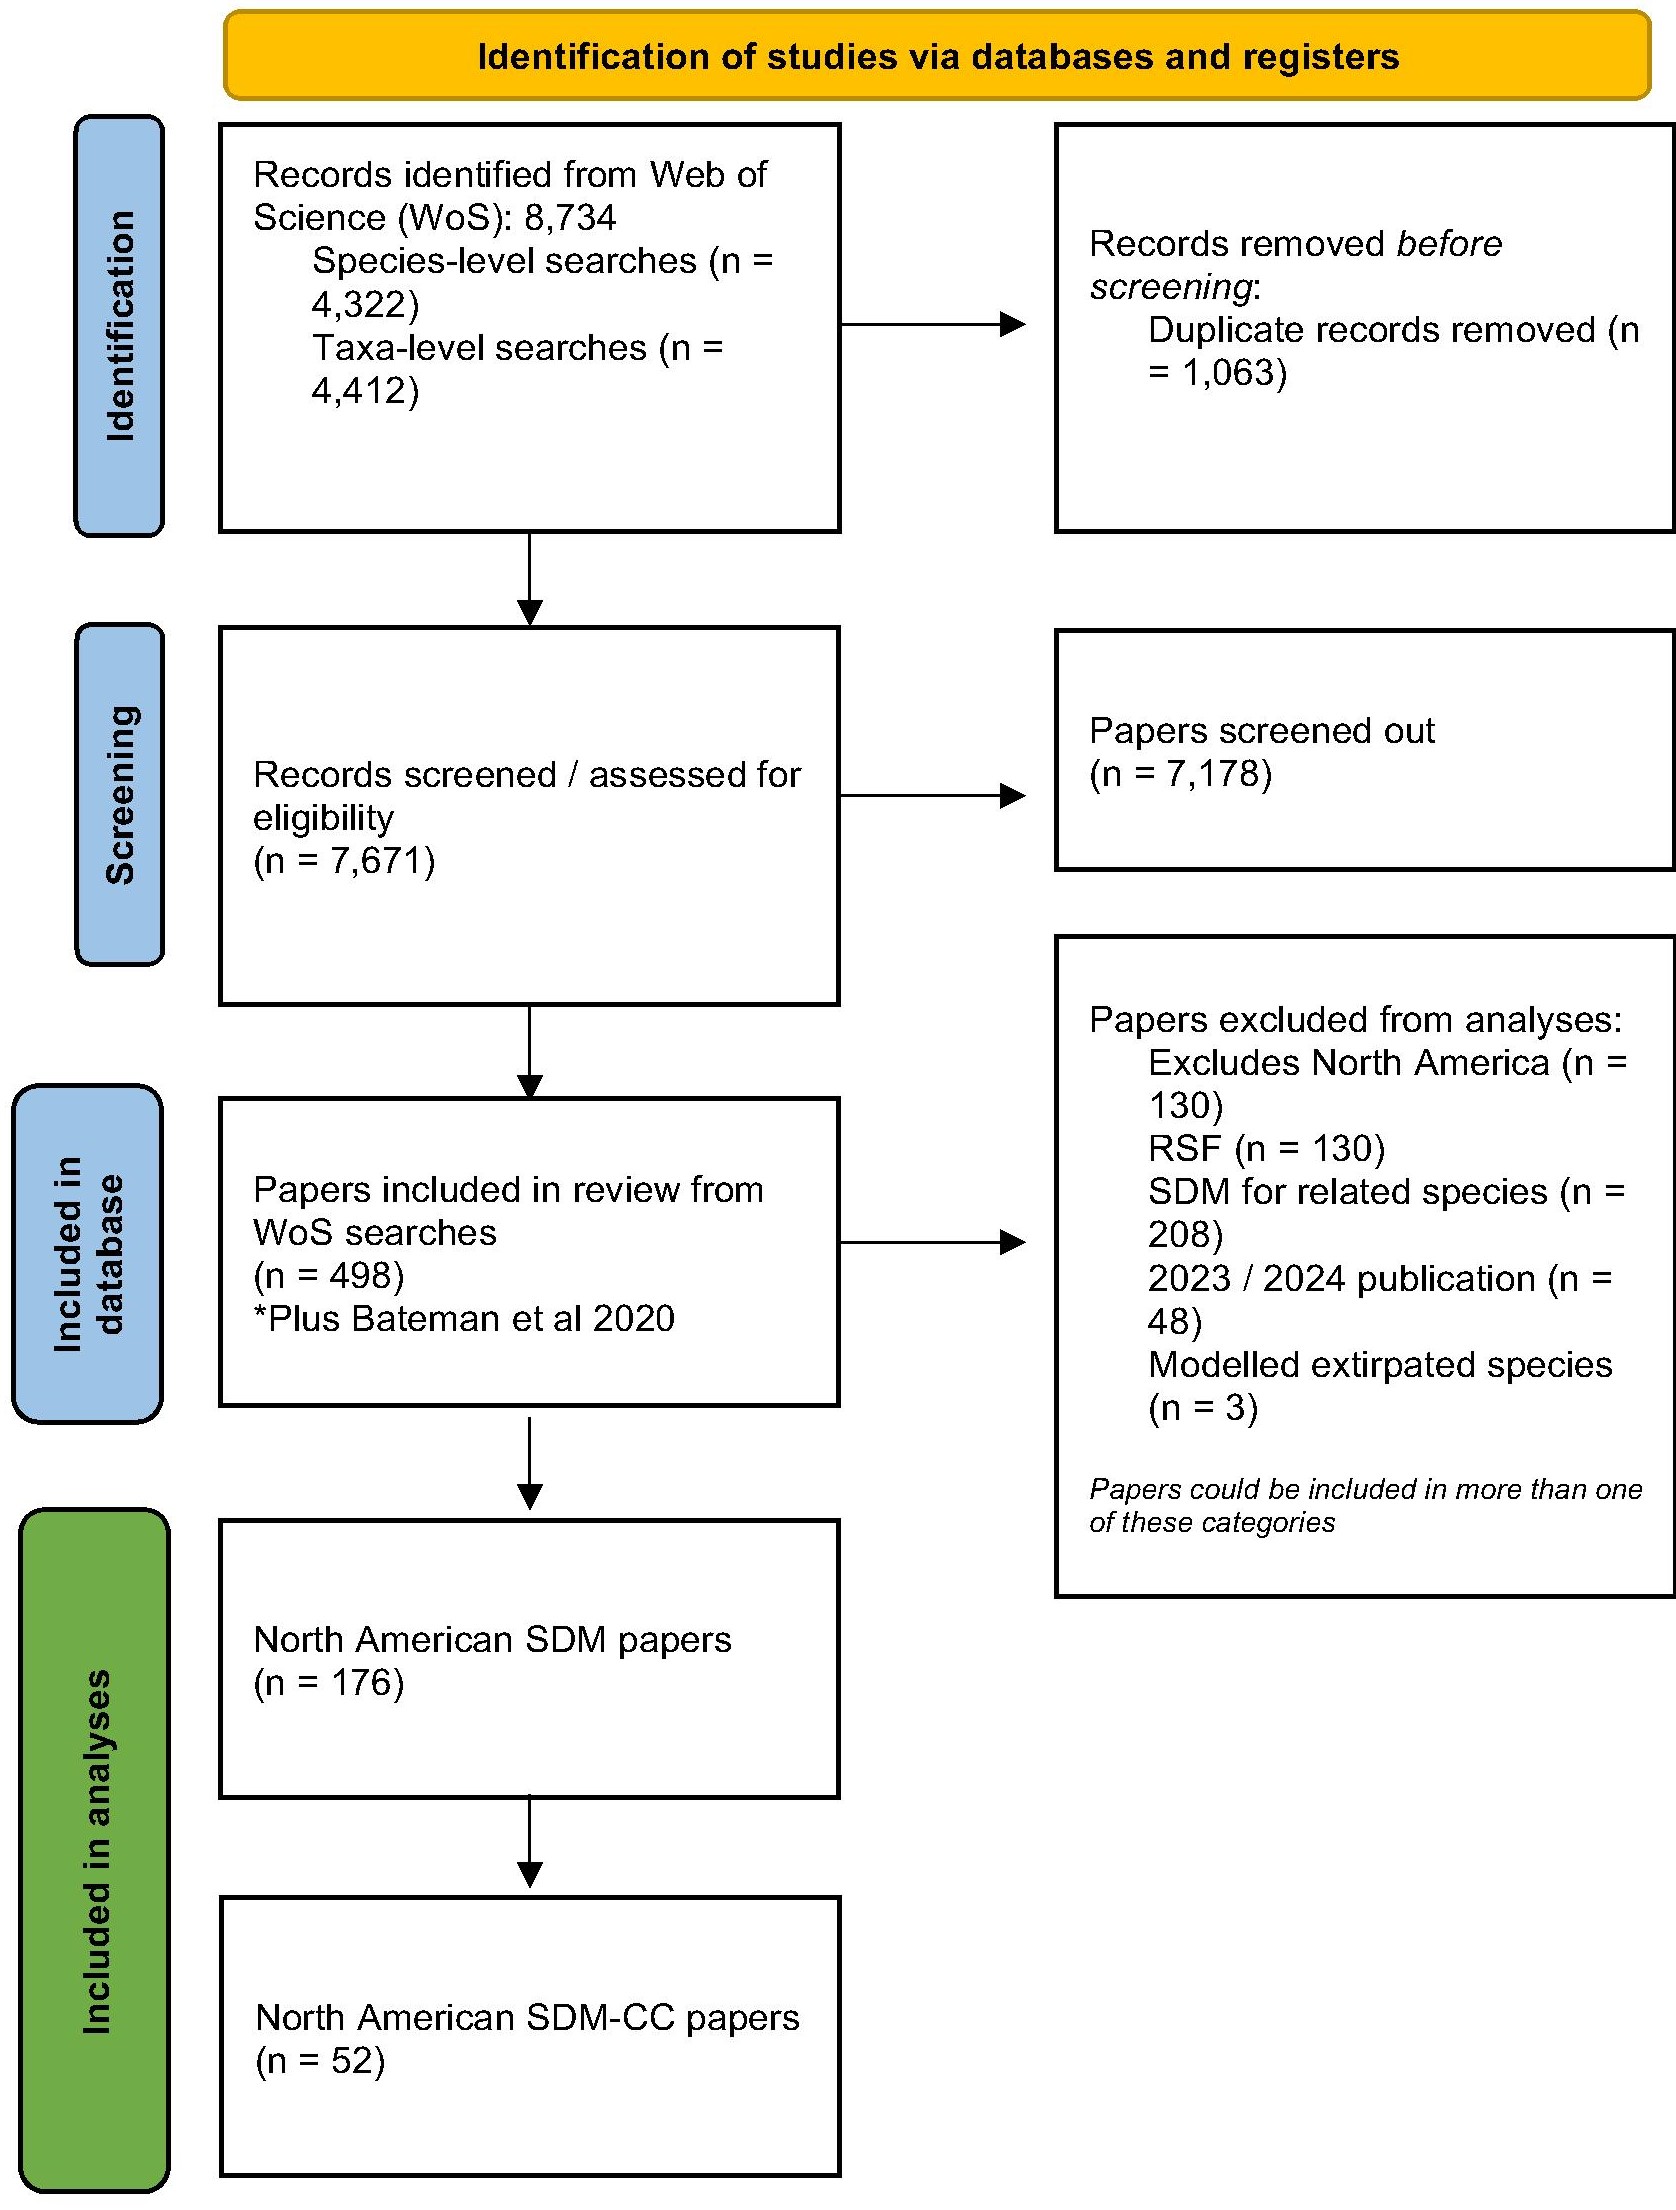 Identification of studies via databases and registers
Identification
Records identified from Web of
Science (WoS): 8,734
Species-level searches (n =
4,322)
Taxa-level searches (n =
4,412)
Records removed before
screening:
Duplicate records removed (n
= 1,063)
Screening
Records screened / assessed for
eligibility
(n = 7,671)
Papers screened out
(n = 7,178)
Included in
database
Papers included in review from
WoS searches
(n = 498)
*Plus Bateman et al 2020
Papers excluded from analyses:
Excludes North America (n =
130)
RSF (n = 130)
SDM for related species (n =
208)
2023 / 2024 publication (n =
48)
Modelled extirpated species
(n = 3)
Papers could be included in more than one
of these categories
Included in analyses
North American SDM papers
(n = 176)
North American SDM-CC papers
(n = 52)